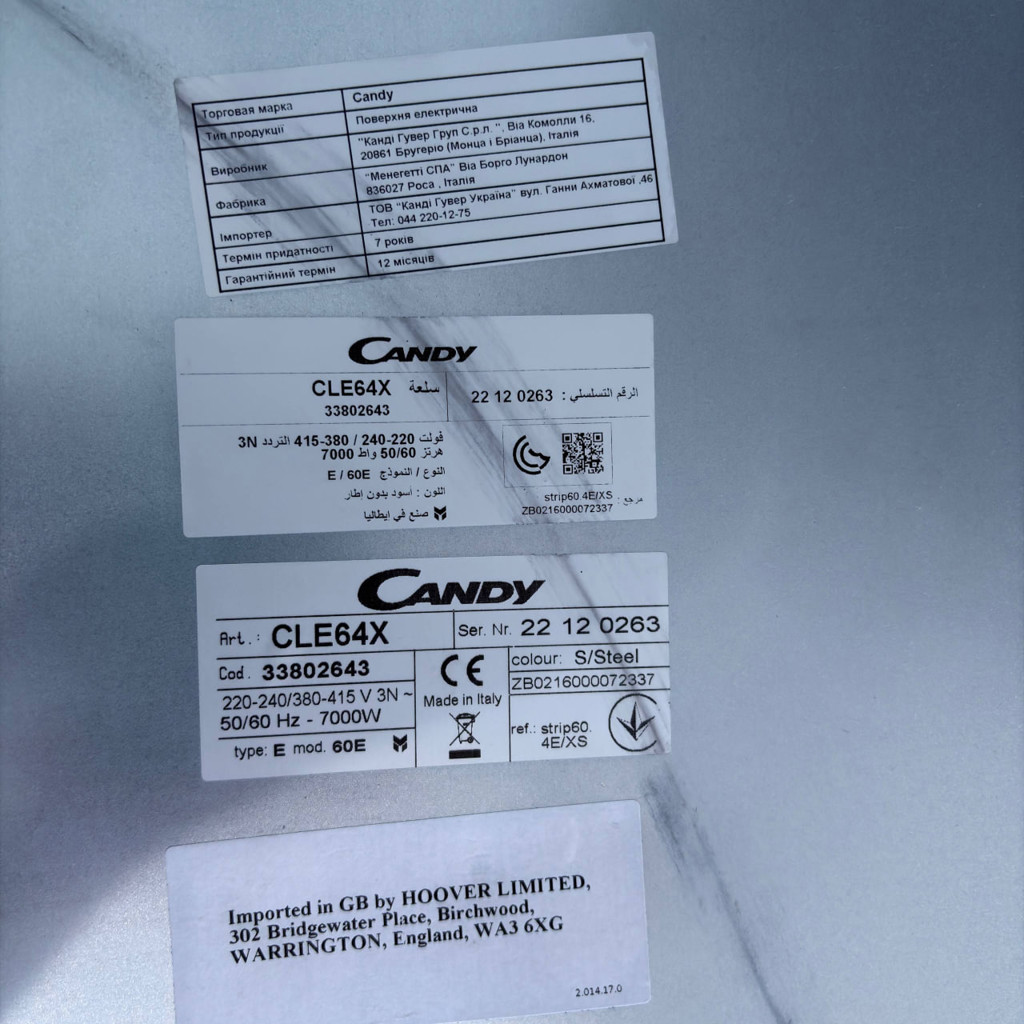 Торговая марка Candy
Тип продукції Поверхня електрична
Виробник "Канді Гувер Груп С.р.л. ", Віа Комолли 16,
20861 Бругеріо (Монца і Бріанца), Італія
Фабрика "Менегетті СПА" Віа Борго Лунардон
836027 Роса , Італія
Імпортер ТОВ "Канді Гувер Україна" вул. Ганни Ахматової ,46
Тел: 044 220-12-75
Термін придатності 7 років
Гарантійний термін 12 місяців
CANDY
سلعة CLE64X
33802643
الرقم التسلسلي : 22 12 0263
فولت 220-240 / 380-415 التردد 3N
هرتز 50/60 واط 7000
النوع / النموذج E / 60E
اللون : اسود بدون إطار
صنع في إيطاليا
مرجع : strip60.4E/XS
ZB0216000072337
CANDY
Art.: CLE64X
Ser. Nr. 22 12 0263
Cod. 33802643
220-240/380-415 V 3N ~
50/60 Hz - 7000W
type: E mod. 60E
CE
Made in Italy
colour: S/Steel
ZB0216000072337
ref.: strip60.
4E/XS
Imported in GB by HOOVER LIMITED,
302 Bridgewater Place, Birchwood,
WARRINGTON, England, WA3 6XG
2.014.17.0